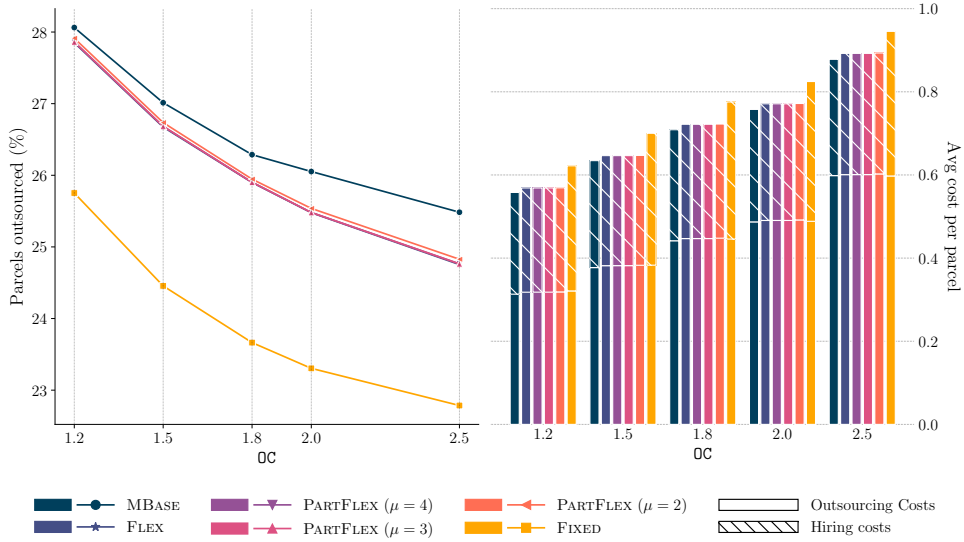 28
27
26
25
24
23
Parcels outsourced (%)
1.2 1.5 1.8 2.0 2.5
OC
1.0
0.8
0.6
0.4
0.2
0.0
Avg cost per parcel
1.2 1.5 1.8 2.0 2.5
OC
MBASE PARTFLEX (μ = 4) PARTFLEX (μ = 2) Outsourcing Costs
FLEX PARTFLEX (μ = 3) FIXED Hiring costs